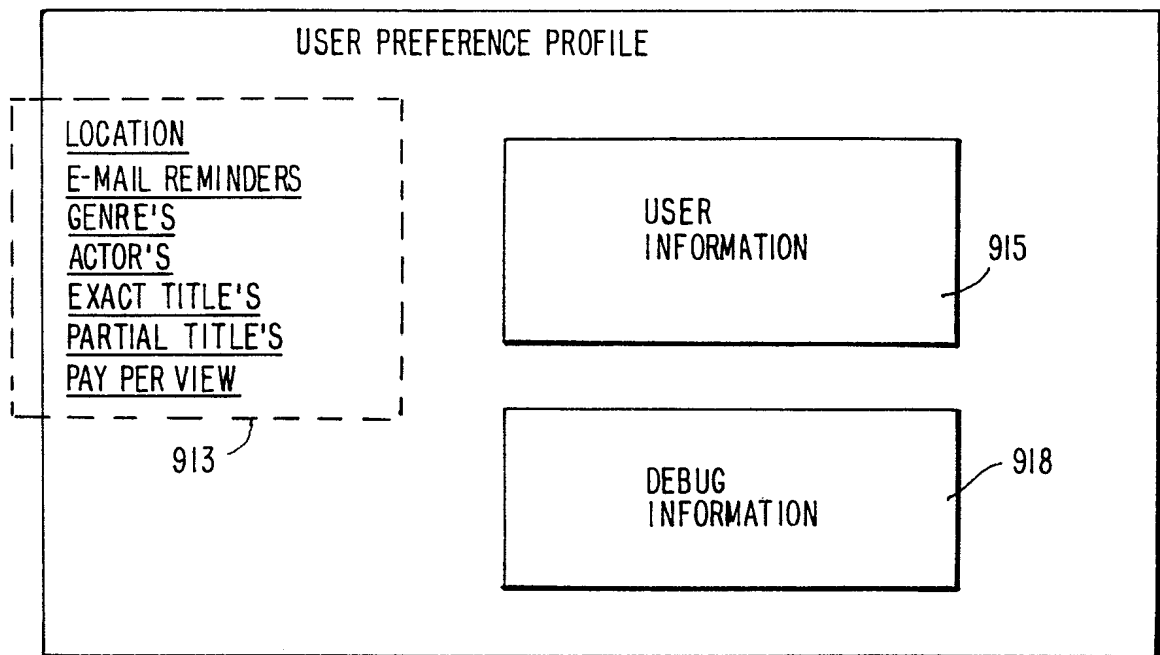 USER PREFERENCE PROFILE
LOCATION
E-MAIL REMINDERS
GENRE'S
ACTOR'S
EXACT TITLE'S
PARTIAL TITLE'S
PAY PER VIEW
913
USER
INFORMATION
915
DEBUG
INFORMATION
918